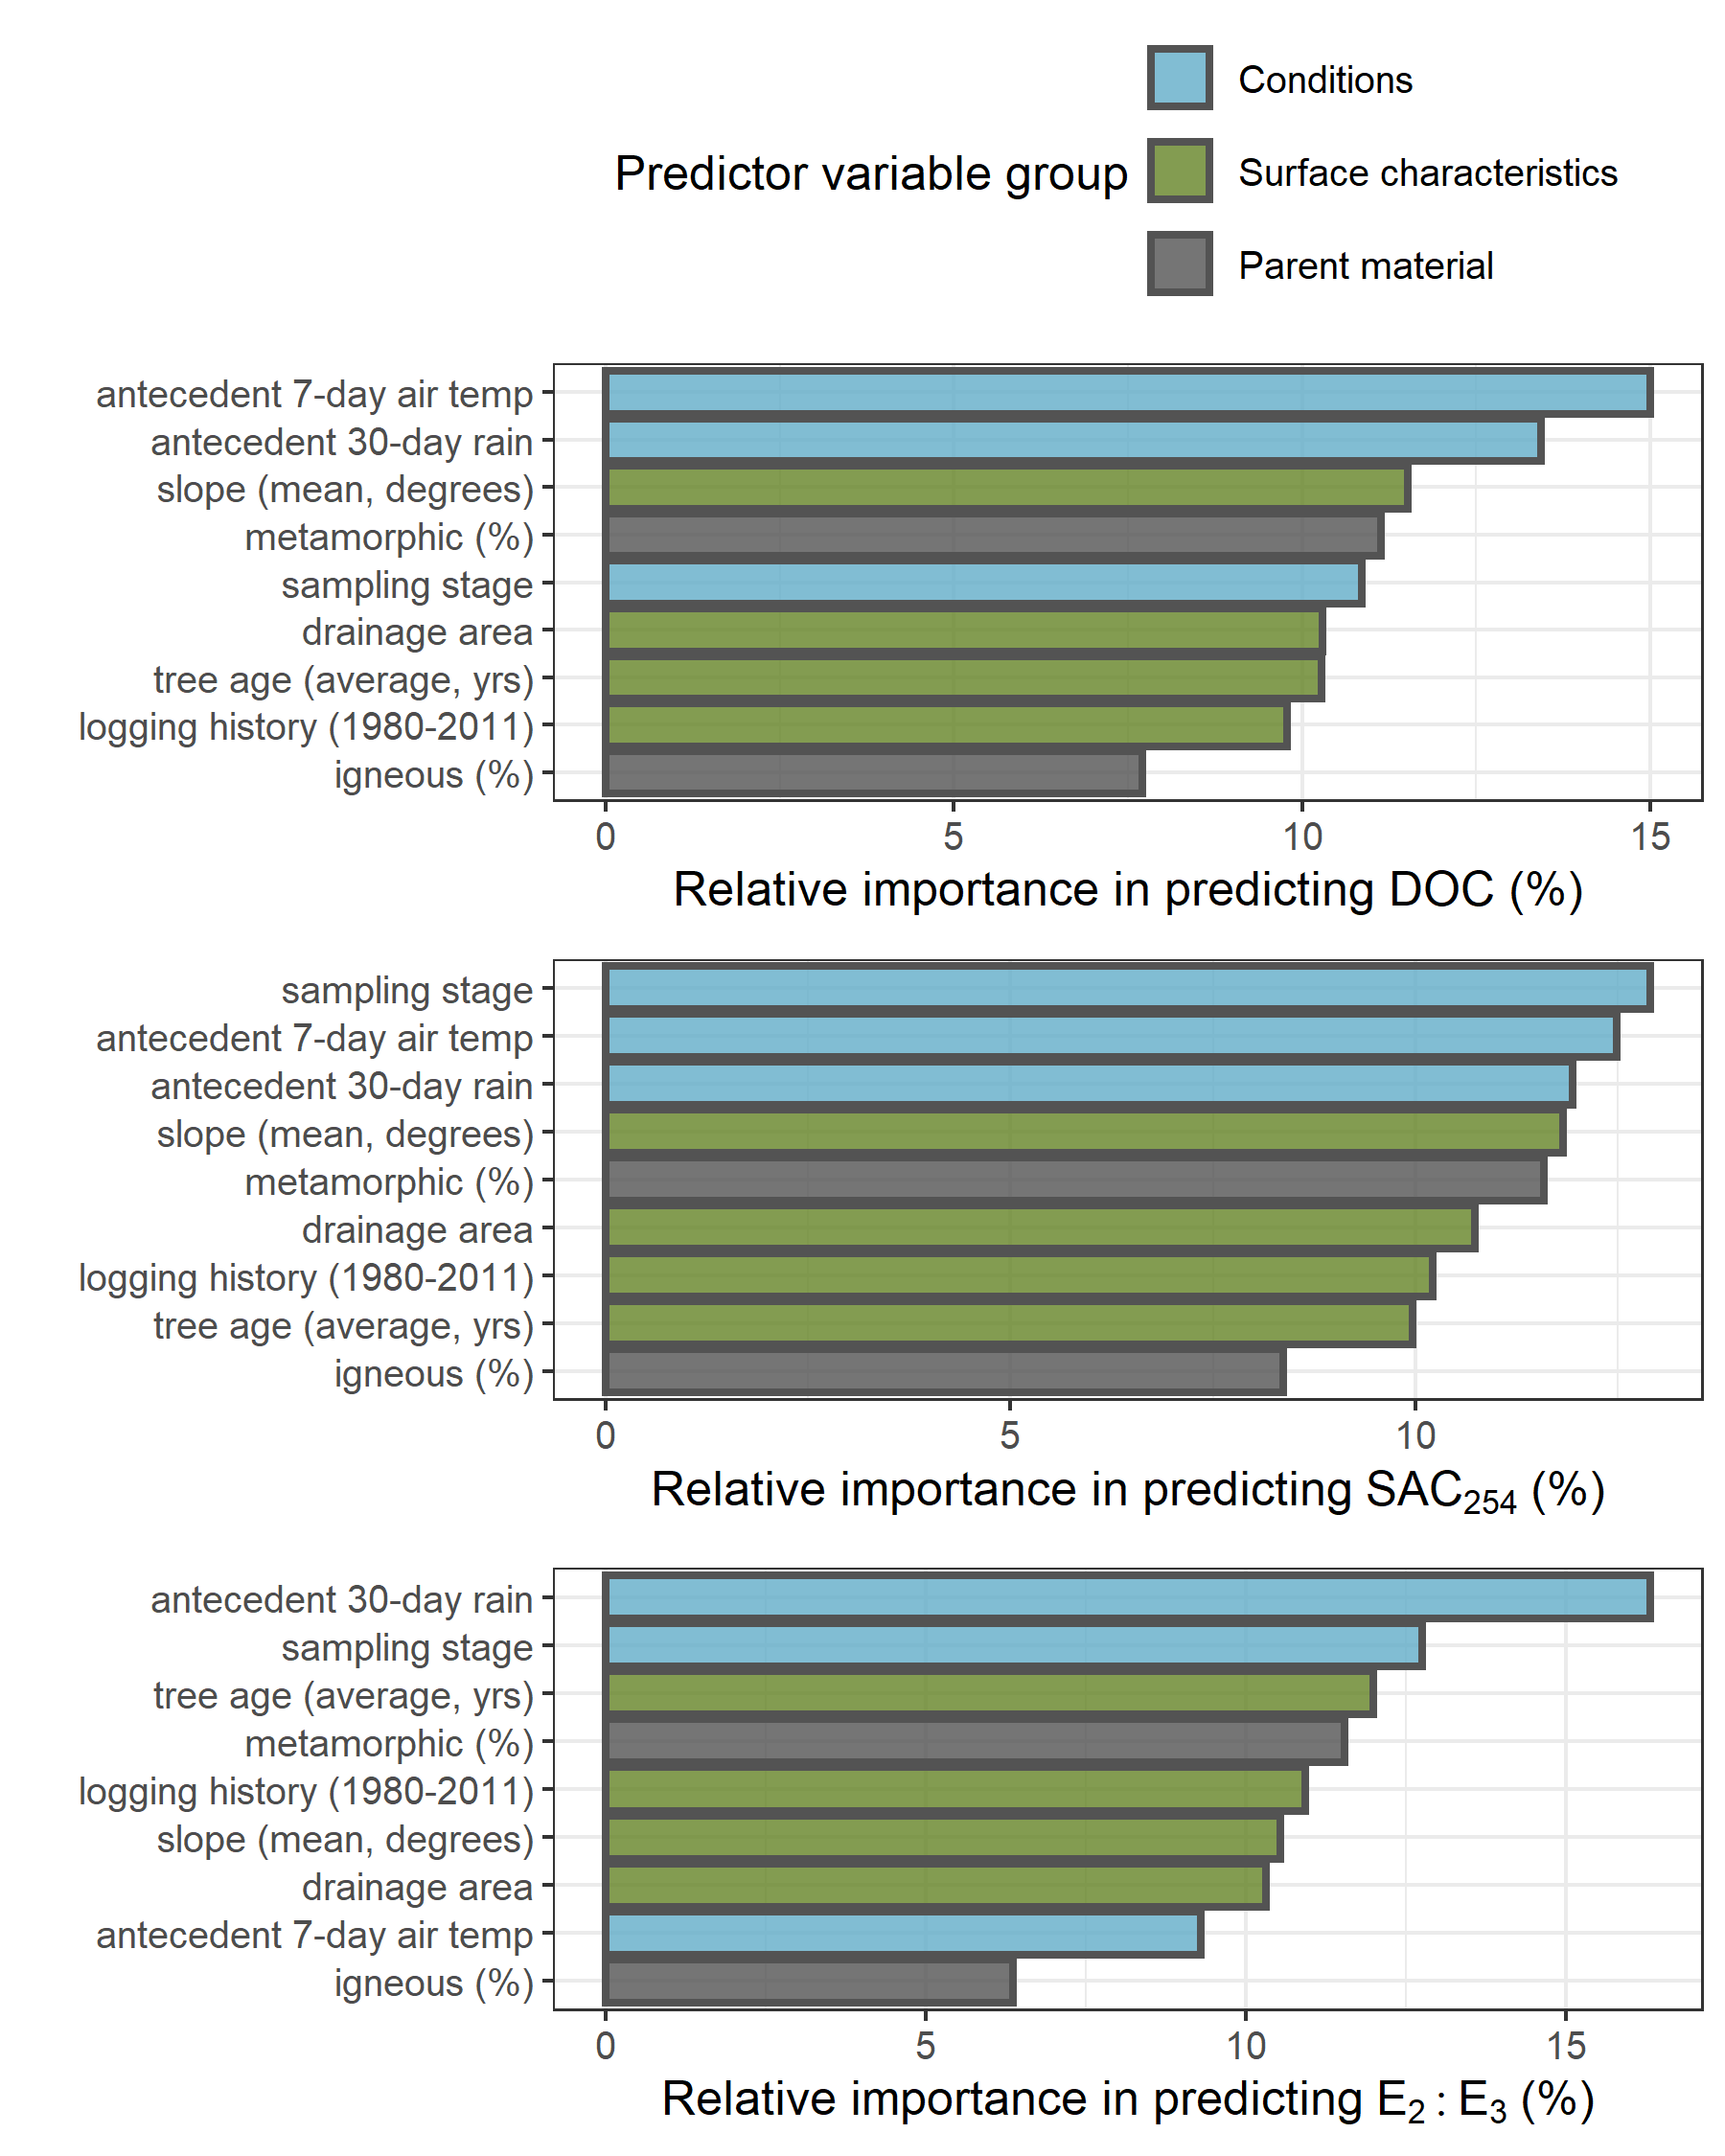 Conditions
Predictor variable group
Surface characteristics
Parent material
antecedent 7-day air temp
antecedent 30-day rain
slope (mean, degrees)
metamorphic (%)
sampling stage
drainage area
tree age (average, yrs)
logging history (1980-2011)
igneous (%)
0 5 10 15
Relative importance in predicting DOC (%)
sampling stage
antecedent 7-day air temp
antecedent 30-day rain
slope (mean, degrees)
metamorphic (%)
drainage area
logging history (1980-2011)
tree age (average, yrs)
igneous (%)
0 5 10
Relative importance in predicting SAC₂₅₄ (%)
antecedent 30-day rain
sampling stage
tree age (average, yrs)
metamorphic (%)
logging history (1980-2011)
slope (mean, degrees)
drainage area
antecedent 7-day air temp
igneous (%)
0 5 10 15
Relative importance in predicting E₂ : E₃ (%)